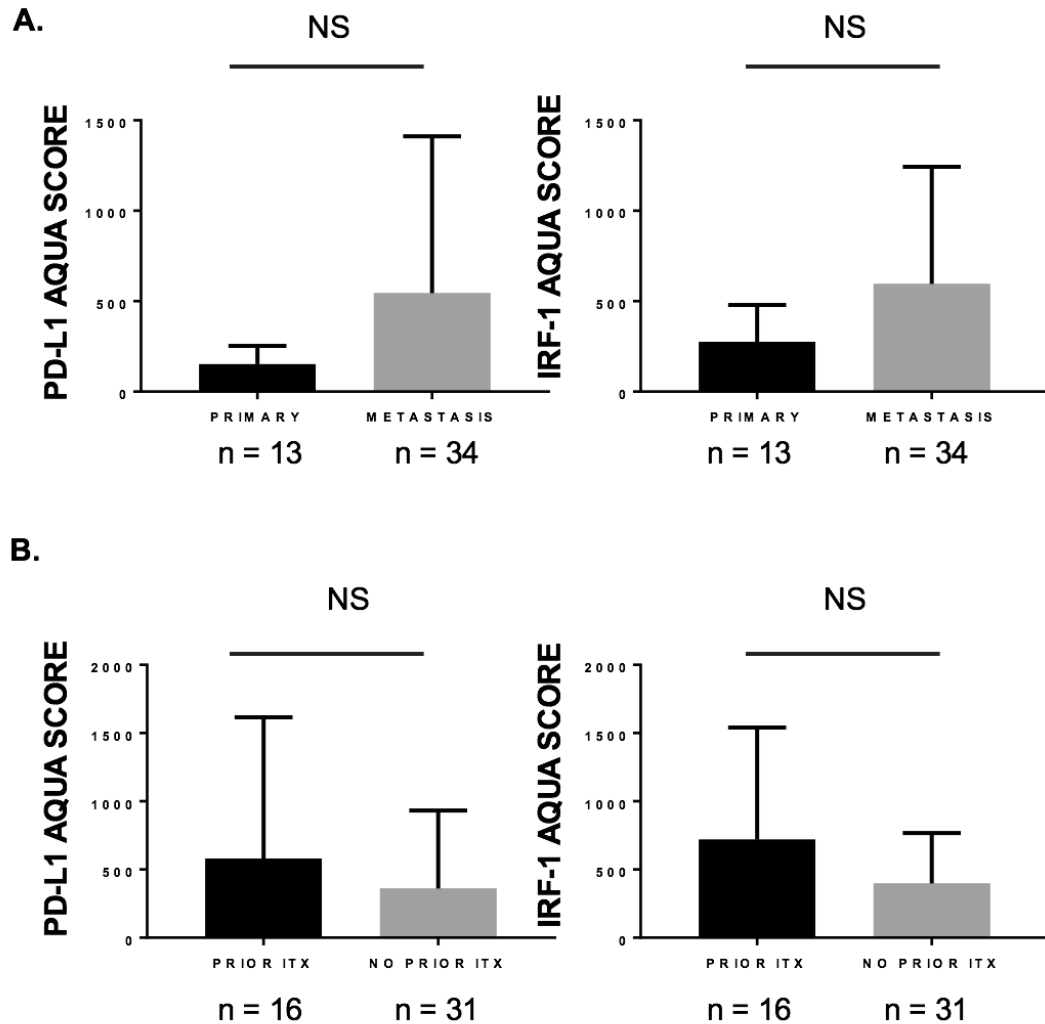 A.
NS
PD-L1 AQUA SCORE
1500
1000
500
0
PRIMARY METASTASIS
n = 13 n = 34
NS
IRF-1 AQUA SCORE
1500
1000
500
0
PRIMARY METASTASIS
n = 13 n = 34
B.
NS
PD-L1 AQUA SCORE
2000
1500
1000
500
0
PRIOR ITX NO PRIOR ITX
n = 16 n = 31
NS
IRF-1 AQUA SCORE
2000
1500
1000
500
0
PRIOR ITX NO PRIOR ITX
n = 16 n = 31